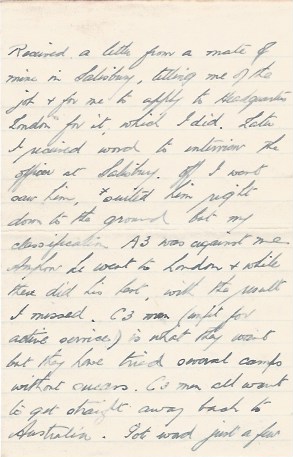 Received a letter from a mate of
mine in Salisbury, telling me of the
job & for me to apply to Headquarters
London for it, which I did. Later
I received word to interview the
officer at Salisbury. Off I went
saw him, & suited him right
down to the ground but my
classification A3 was against me
Anyhow he went to London & while
there did his best, with the result
I missed. C3 men (unfit for
active service) is what they want
but they have tried several camps
without success. C3 men all want
to get straight away back to
Australia. Got word just a few